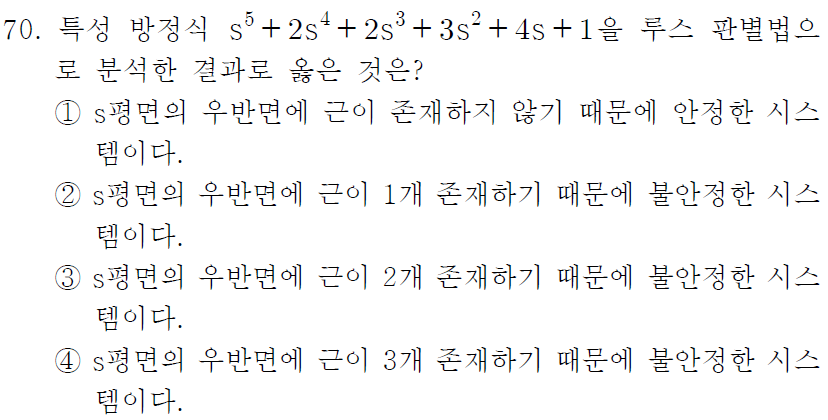 70. 특성 방정식 s⁵+2s⁴+2s³+3s²+4s+1을 루스 판별법으
로 분석한 결과로 옳은 것은?
① s평면의 우반면에 근이 존재하지 않기 때문에 안정한 시스
템이다.
② s평면의 우반면에 근이 1개 존재하기 때문에 불안정한 시스
템이다.
③ s평면의 우반면에 근이 2개 존재하기 때문에 불안정한 시스
템이다.
④ s평면의 우반면에 근이 3개 존재하기 때문에 불안정한 시스
템이다.